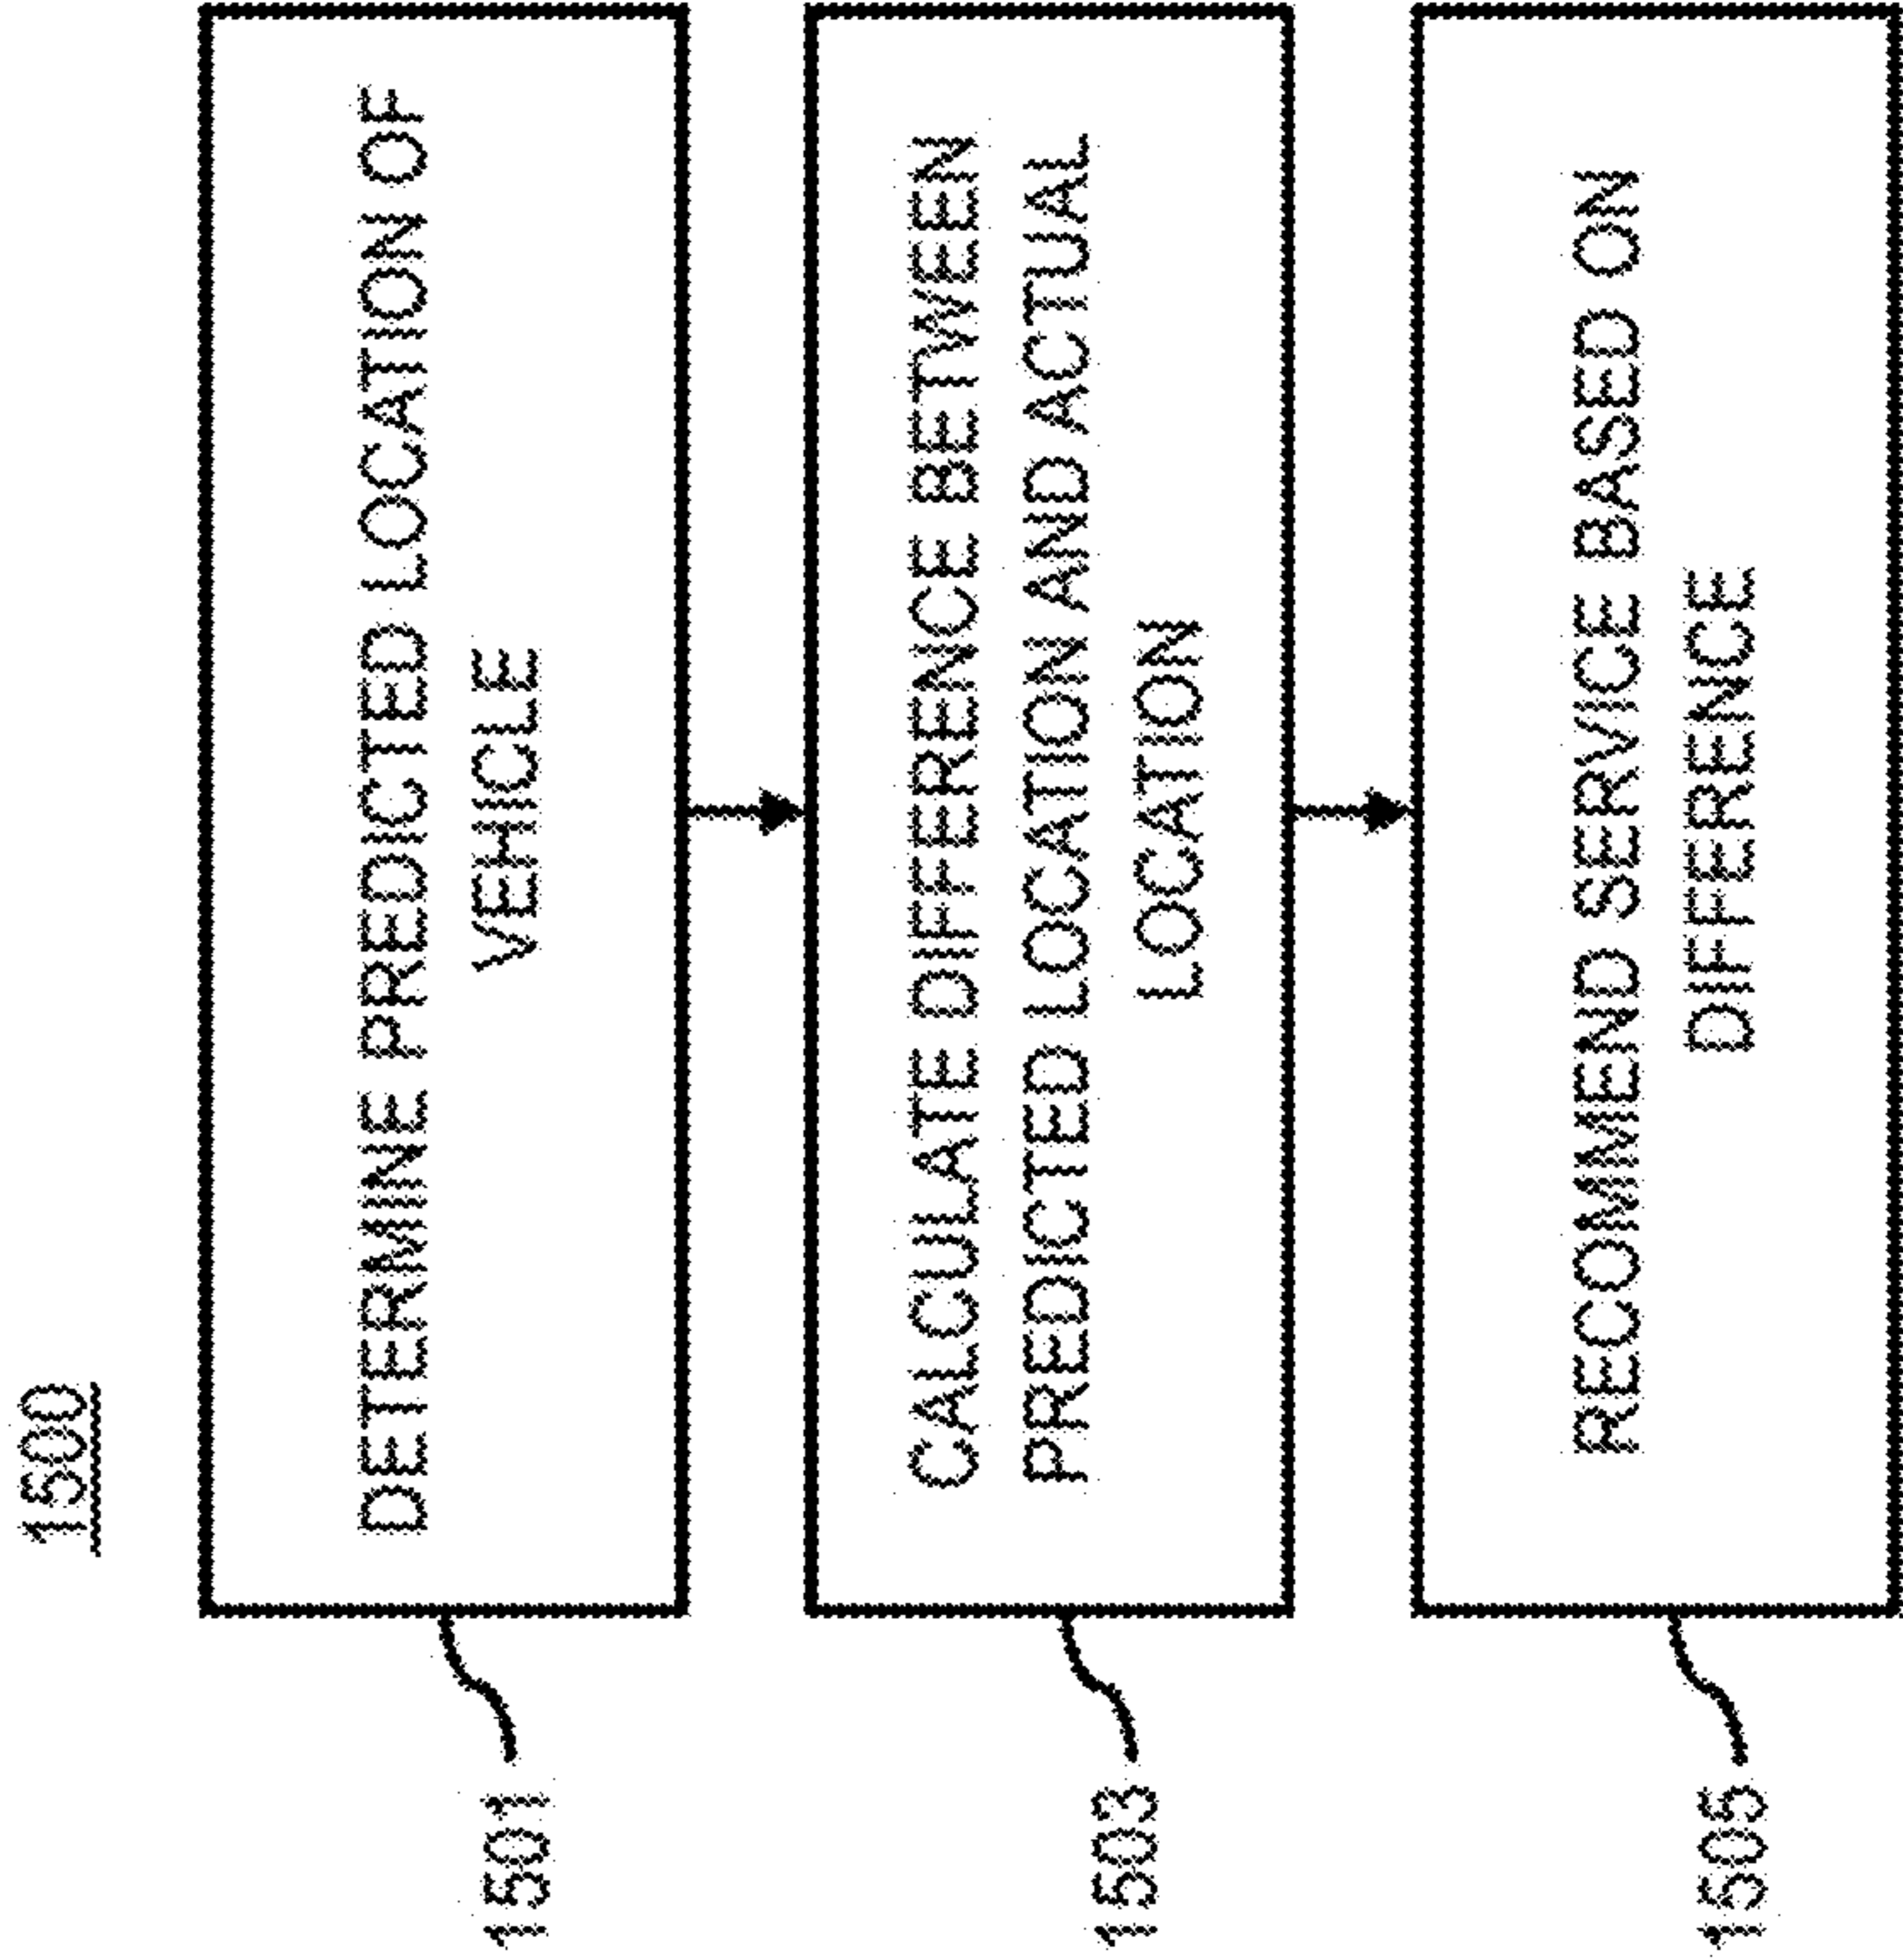 1500
DETERMINE PREDICTED LOCATION OF
VEHICLE
1501
CALCULATE DIFFERENCE BETWEEN
PREDICTED LOCATION AND ACTUAL
LOCATION
1503
RECOMMEND SERVICE BASED ON
DIFFERENCE
1505